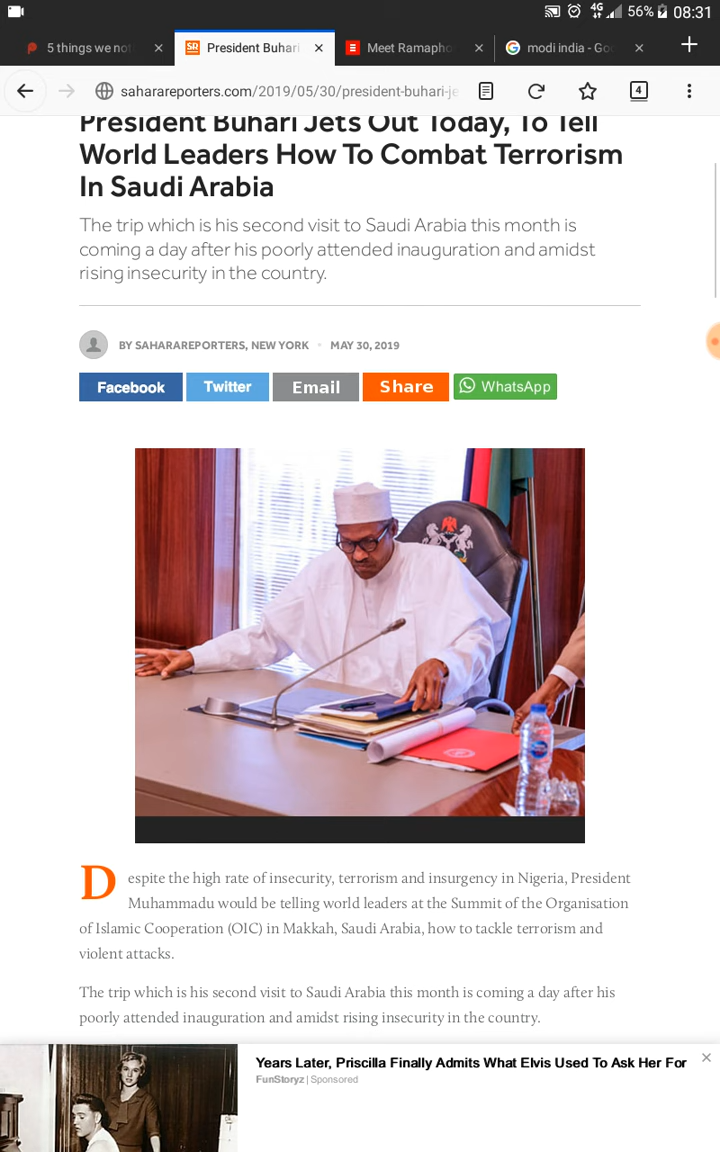 4G 56% 08:31
5 things we not
President Buhari
Meet Ramapho
modi india - Go
saharareporters.com/2019/05/30/president-buhari-je
4
President Buhari Jets Out Today, To Tell
World Leaders How To Combat Terrorism
In Saudi Arabia
The trip which is his second visit to Saudi Arabia this month is
coming a day after his poorly attended inauguration and amidst
rising insecurity in the country.
BY SAHARAREPORTERS, NEW YORK • MAY 30, 2019
Facebook Twitter Email Share WhatsApp
Despite the high rate of insecurity, terrorism and insurgency in Nigeria, President
Muhammadu would be telling world leaders at the Summit of the Organisation
of Islamic Cooperation (OIC) in Makkah, Saudi Arabia, how to tackle terrorism and
violent attacks.
The trip which is his second visit to Saudi Arabia this month is coming a day after his
poorly attended inauguration and amidst rising insecurity in the country.
Years Later, Priscilla Finally Admits What Elvis Used To Ask Her For
FunStoryz | Sponsored